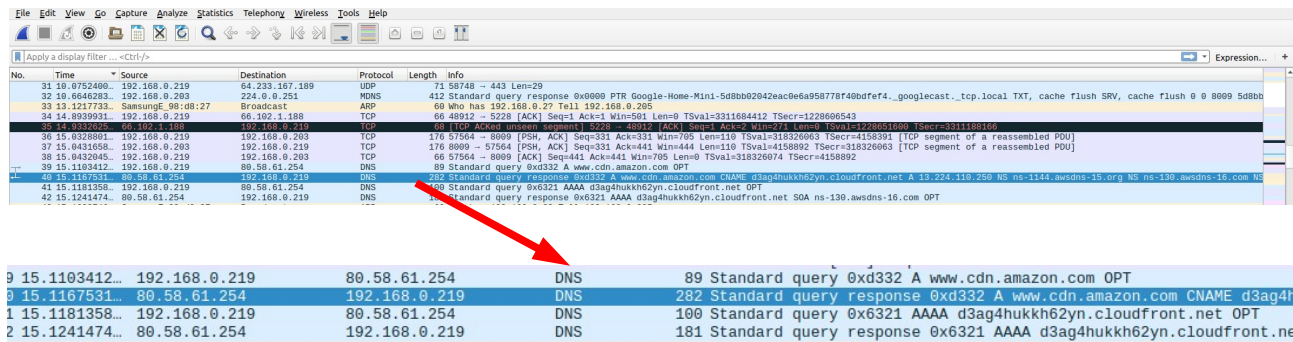 File Edit View Go Capture Analyze Statistics Telephony Wireless Tools Help
Apply a display filter ... <Ctrl-/> Expression... +
No. Time Source Destination Protocol Length Info
31 10.0752400… 192.168.0.219 64.233.167.189 UDP 71 58748 → 443 Len=29
32 10.6646283… 192.168.0.203 224.0.0.251 MDNS 412 Standard query response 0x0000 PTR Google-Home-Mini-5d8bb02042eac0e6a958778f40bdfef4._googlecast._tcp.local TXT, cache flush SRV, cache flush 0 0 8009 5d8bb
33 13.1217733… SamsungE_98:d8:27 Broadcast ARP 60 Who has 192.168.0.2? Tell 192.168.0.205
34 14.8939931… 192.168.0.219 66.102.1.188 TCP 66 48912 → 5228 [ACK] Seq=1 Ack=1 Win=501 Len=0 TSval=3311684412 TSecr=1228606543
35 14.9332625… 66.102.1.188 192.168.0.219 TCP 68 [TCP ACKed unseen segment] 5228 → 48912 [ACK] Seq=1 Ack=2 Win=271 Len=0 TSval=1228651600 TSecr=3311188166
36 15.0328801… 192.168.0.219 192.168.0.203 TCP 176 57564 → 8009 [PSH, ACK] Seq=331 Ack=331 Win=705 Len=110 TSval=318326063 TSecr=4158391 [TCP segment of a reassembled PDU]
37 15.0431658… 192.168.0.203 192.168.0.219 TCP 176 8009 → 57564 [PSH, ACK] Seq=331 Ack=441 Win=444 Len=110 TSval=4158892 TSecr=318326063 [TCP segment of a reassembled PDU]
38 15.0432045… 192.168.0.219 192.168.0.203 TCP 66 57564 → 8009 [ACK] Seq=441 Ack=441 Win=705 Len=0 TSval=318326074 TSecr=4158892
39 15.1103412… 192.168.0.219 80.58.61.254 DNS 89 Standard query 0xd332 A www.cdn.amazon.com OPT
40 15.1167531… 80.58.61.254 192.168.0.219 DNS 282 Standard query response 0xd332 A www.cdn.amazon.com CNAME d3ag4hukkh62yn.cloudfront.net A 13.224.110.250 NS ns-1144.awsdns-15.org NS ns-130.awsdns-16.com NS
41 15.1181358… 192.168.0.219 80.58.61.254 DNS 100 Standard query 0x6321 AAAA d3ag4hukkh62yn.cloudfront.net OPT
42 15.1241474… 80.58.61.254 192.168.0.219 DNS 181 Standard query response 0x6321 AAAA d3ag4hukkh62yn.cloudfront.net SOA ns-130.awsdns-16.com OPT
9 15.1103412… 192.168.0.219 80.58.61.254 DNS 89 Standard query 0xd332 A www.cdn.amazon.com OPT
0 15.1167531… 80.58.61.254 192.168.0.219 DNS 282 Standard query response 0xd332 A www.cdn.amazon.com CNAME d3ag4h
1 15.1181358… 192.168.0.219 80.58.61.254 DNS 100 Standard query 0x6321 AAAA d3ag4hukkh62yn.cloudfront.net OPT
2 15.1241474… 80.58.61.254 192.168.0.219 DNS 181 Standard query response 0x6321 AAAA d3ag4hukkh62yn.cloudfront.ne